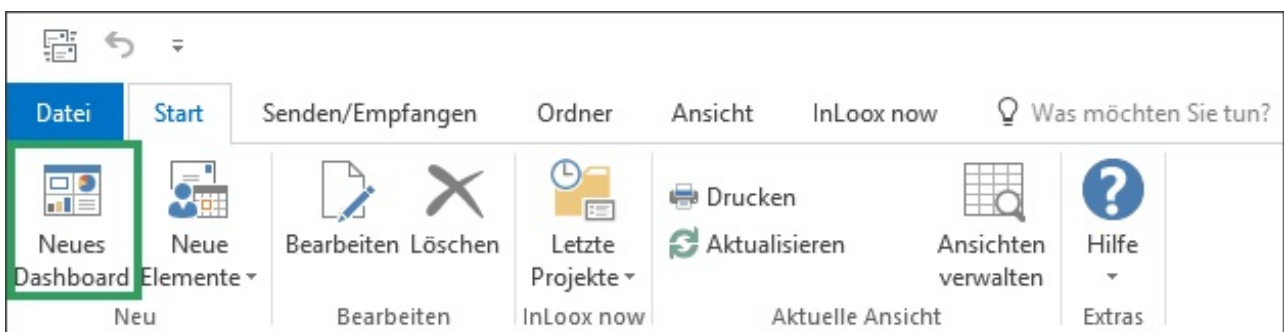 Datei Start Senden/Empfangen Ordner Ansicht InLoox now Was möchten Sie tun?
Neues Dashboard
Neue Elemente
Bearbeiten
Löschen
Letzte Projekte
Drucken
Aktualisieren
Ansichten verwalten
Hilfe
Neu Bearbeiten InLoox now Aktuelle Ansicht Extras